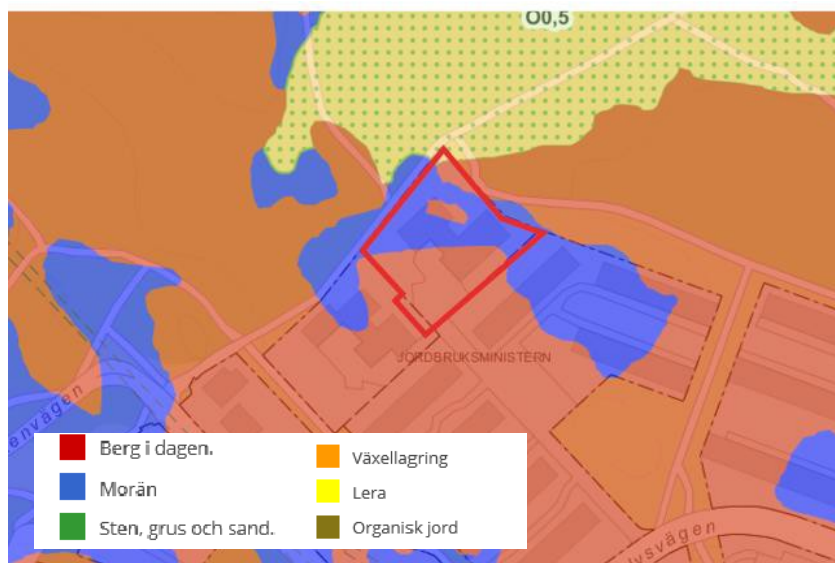 O0,5
JORDBRUKSMINISTERN
envägen
Berg i dagen.
Morän
Sten, grus och sand.
Växellagring
Lera
Organisk jord
lvsvägen